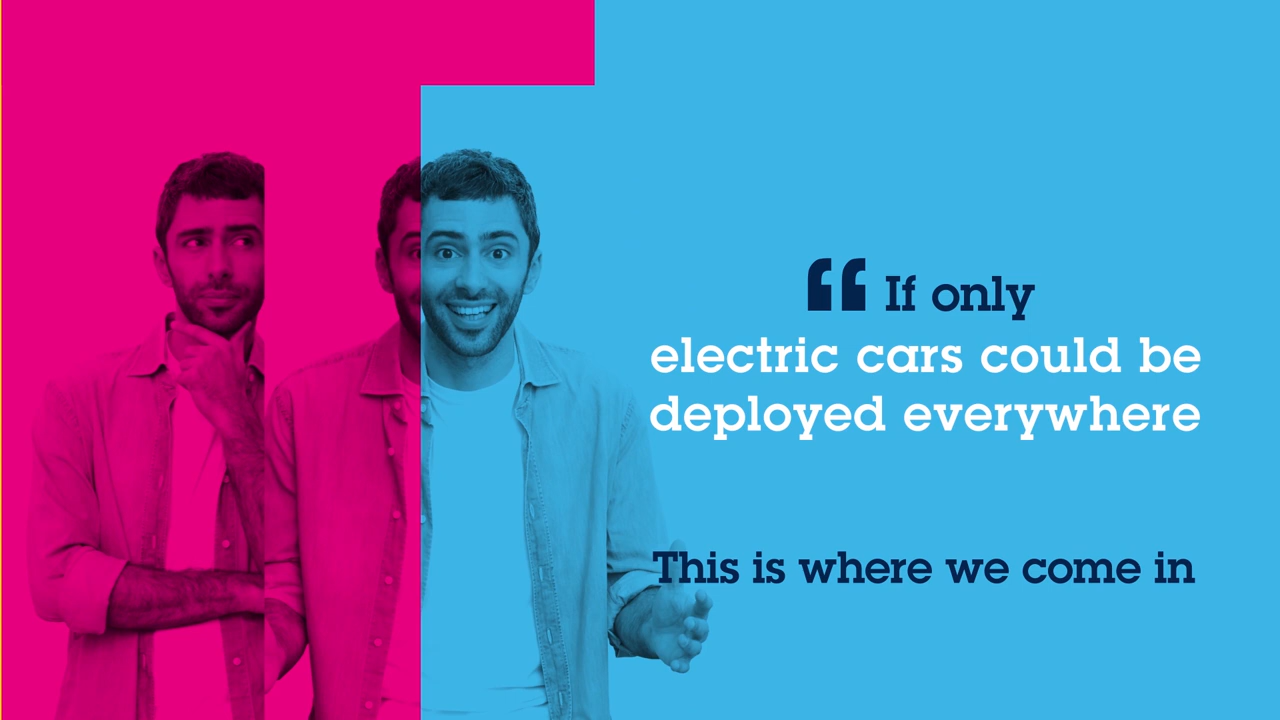 “ If only
electric cars could be
deployed everywhere
This is where we come in